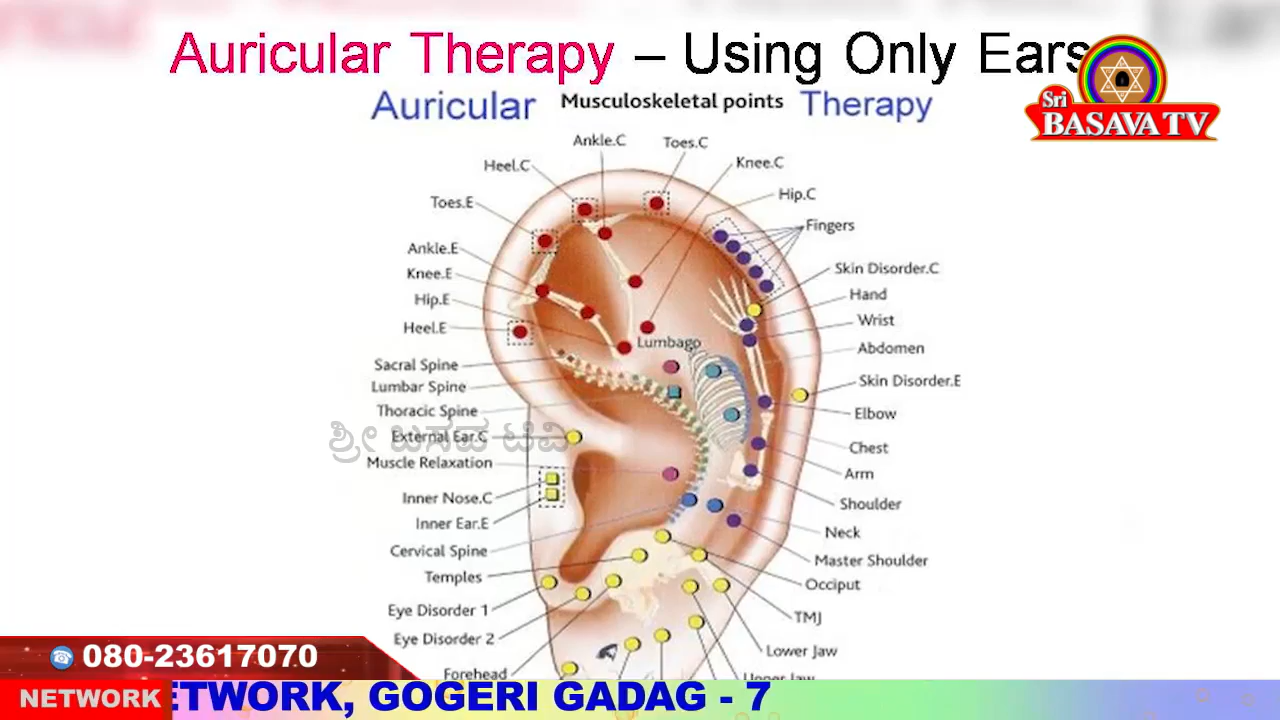 Auricular Therapy – Using Only Ears
Sri
BASAVA TV
Auricular Musculoskeletal points Therapy
Ankle.C
Toes.C
Heel.C
Knee.C
Toes.E
Hip.C
Fingers
Ankle.E
Skin Disorder.C
Knee.E
Hand
Hip.E
Wrist
Heel.E
Lumbago
Abdomen
Sacral Spine
Skin Disorder.E
Lumbar Spine
Thoracic Spine
Elbow
ಶ್ರೀ ಬಸವ ಟಿವಿ
External Ear.C
Chest
Muscle Relaxation
Arm
Inner Nose.C
Shoulder
Inner Ear.E
Neck
Cervical Spine
Master Shoulder
Temples
Occiput
Eye Disorder 1
TMJ
Eye Disorder 2
Lower Jaw
Forehead
Upper Jaw
080-23617070
NETWORK
ETWORK, GOGERI GADAG - 7